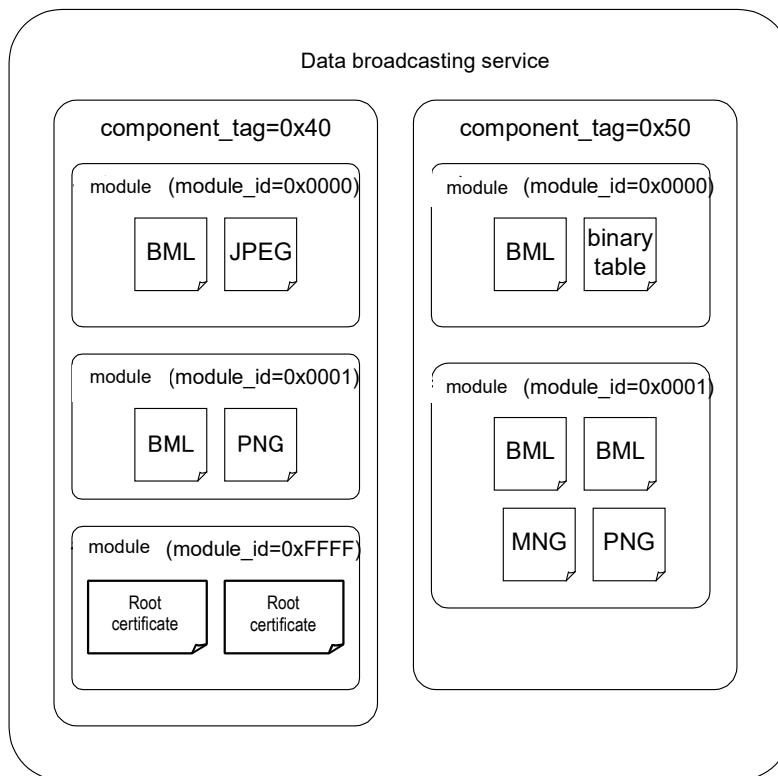 Data broadcasting service
component_tag=0x40
module (module_id=0x0000)
BML JPEG
module (module_id=0x0001)
BML PNG
module (module_id=0xFFFF)
Root
certificate
Root
certificate
component_tag=0x50
module (module_id=0x0000)
BML
binary
table
module (module_id=0x0001)
BML BML
MNG PNG